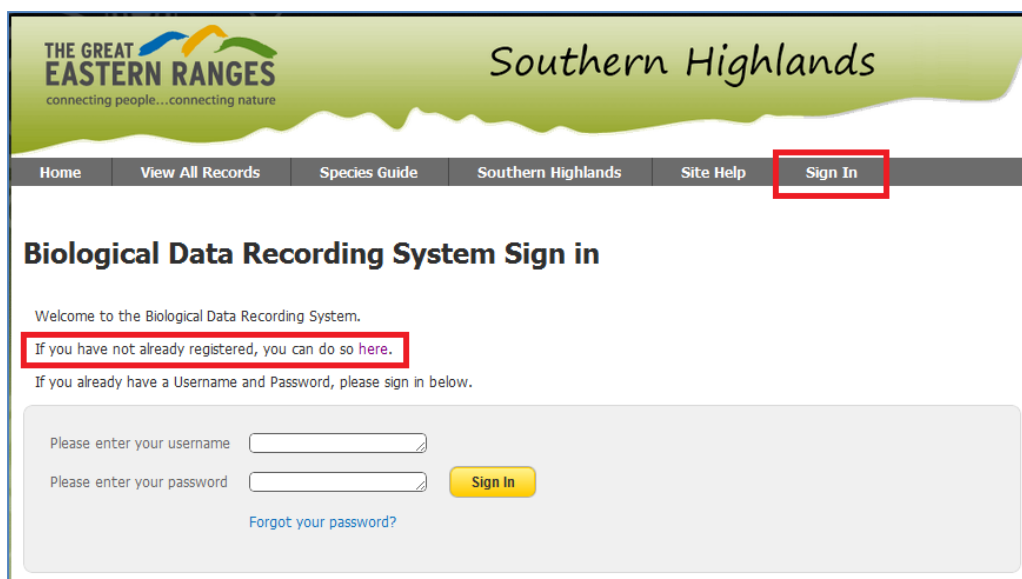 THE GREAT
EASTERN RANGES
connecting people...connecting nature
Southern Highlands
Home View All Records Species Guide Southern Highlands Site Help Sign In
Biological Data Recording System Sign in
Welcome to the Biological Data Recording System.
If you have not already registered, you can do so here.
If you already have a Username and Password, please sign in below.
Please enter your username
Please enter your password Sign In
Forgot your password?